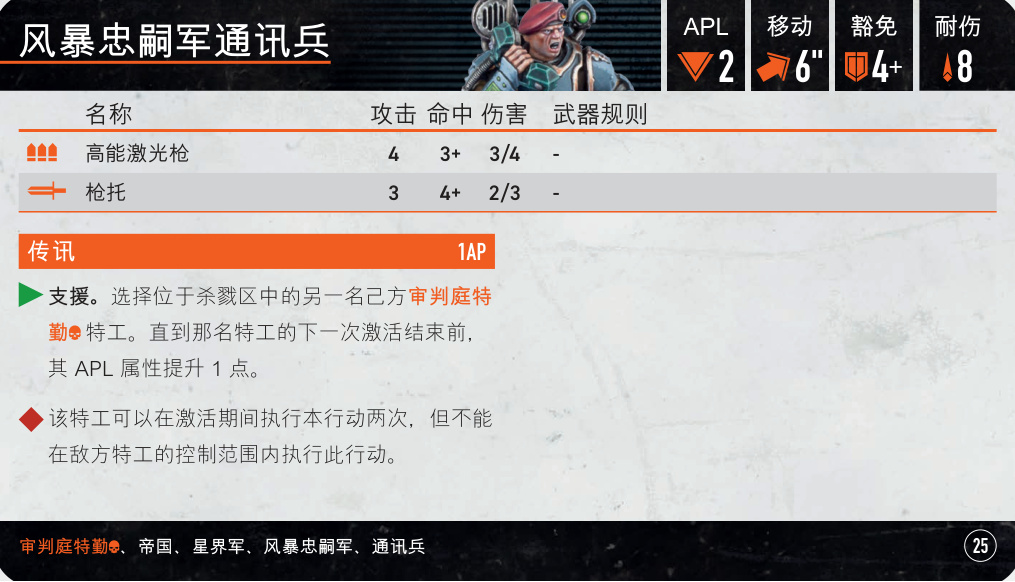 风暴忠嗣军通讯兵
APL 移动 豁免 耐伤
2 6" 4+ 8
名称 攻击 命中 伤害 武器规则
高能激光枪 4 3+ 3/4 -
枪托 3 4+ 2/3 -
传讯 1AP
支援。选择位于杀戮区中的另一名己方审判庭特
勤特工。直到那名特工的下一次激活结束前，
其 APL 属性提升 1 点。
该特工可以在激活期间执行本行动两次，但不能
在敌方特工的控制范围内执行此行动。
审判庭特勤、帝国、星界军、风暴忠嗣军、通讯兵
25